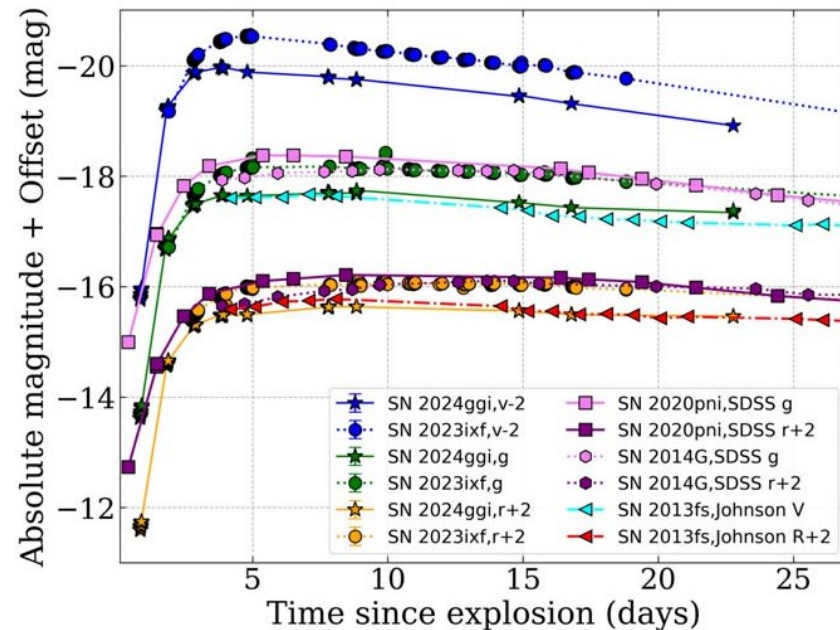 Absolute magnitude + Offset (mag)
−20
−18
−16
−14
−12
SN 2024ggi,v-2
SN 2023ixf,v-2
SN 2024ggi,g
SN 2023ixf,g
SN 2024ggi,r+2
SN 2023ixf,r+2
SN 2020pni,SDSS g
SN 2020pni,SDSS r+2
SN 2014G,SDSS g
SN 2014G,SDSS r+2
SN 2013fs,Johnson V
SN 2013fs,Johnson R+2
5 10 15 20 25
Time since explosion (days)